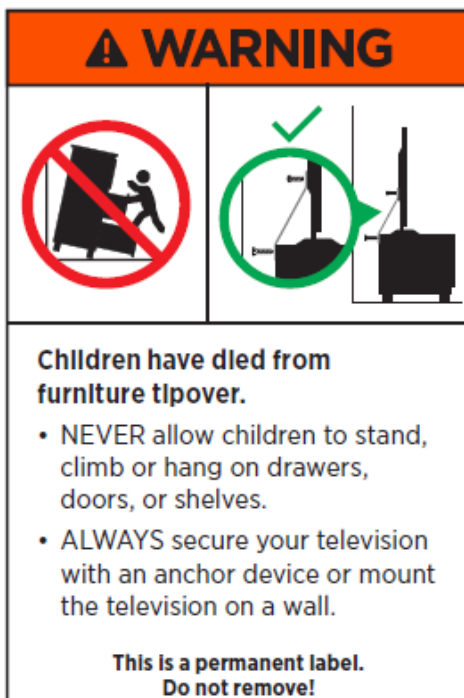 WARNING
Children have died from
furniture tipover.
• NEVER allow children to stand,
climb or hang on drawers,
doors, or shelves.
• ALWAYS secure your television
with an anchor device or mount
the television on a wall.
This is a permanent label.
Do not remove!